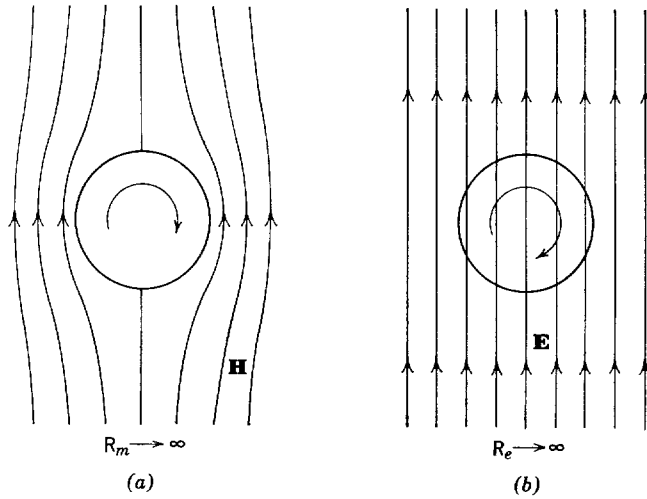 H
E
R_m → ∞
R_e → ∞
(a)
(b)